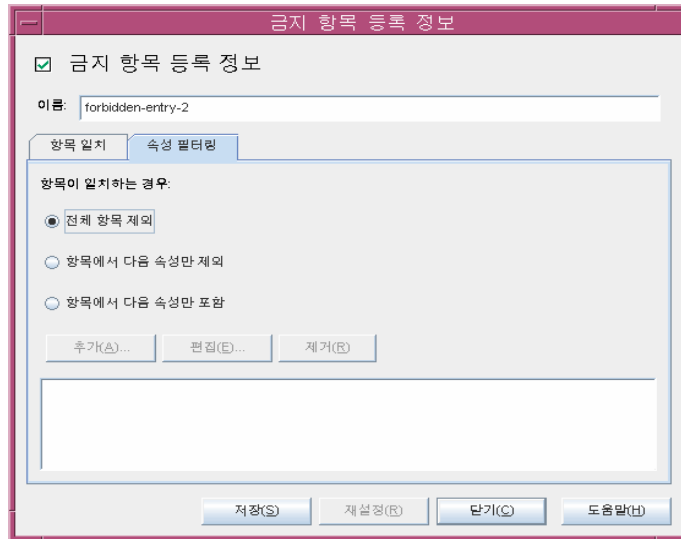 금지 항목 등록 정보
금지 항목 등록 정보
이름: forbidden-entry-2
항목 일치 속성 필터링
항목이 일치하는 경우:
전체 항목 제외
항목에서 다음 속성만 제외
항목에서 다음 속성만 포함
추가(A)... 편집(E)... 제거(R)
저장(S) 재설정(R) 닫기(C) 도움말(H)